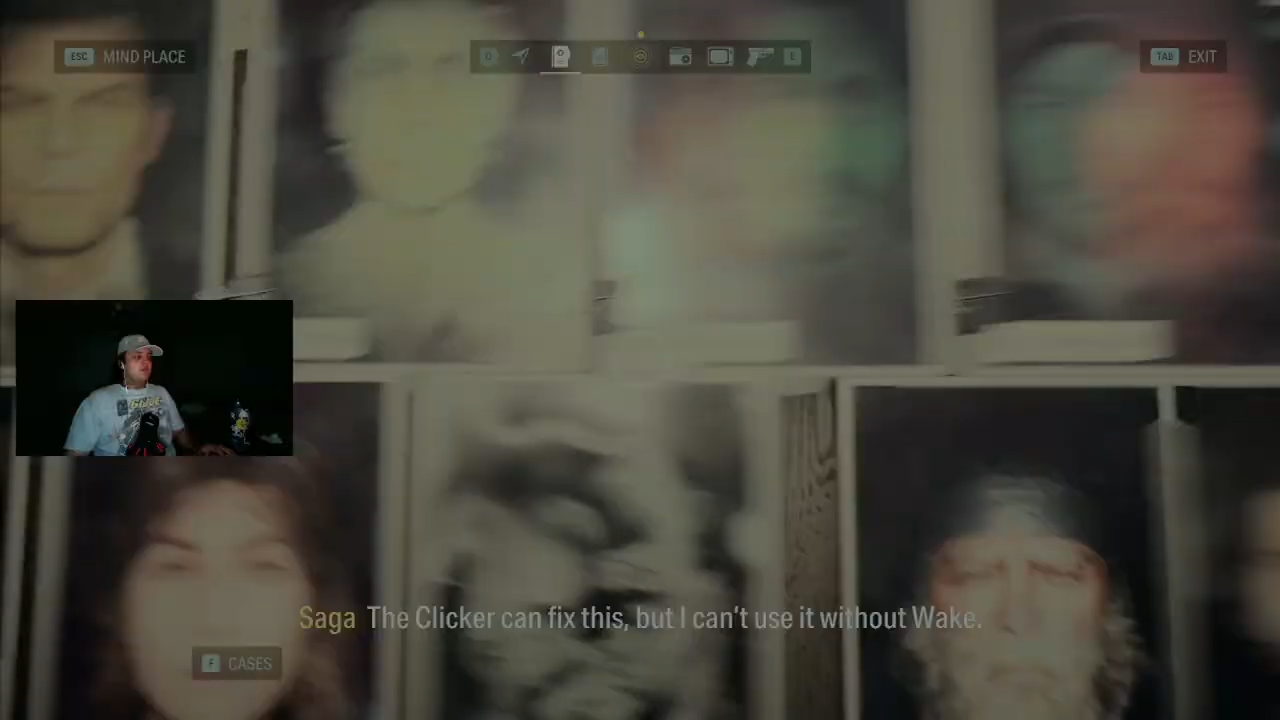 ESC MIND PLACE
Q
E
TAB EXIT
Saga The Clicker can fix this, but I can't use it without Wake.
F CASES